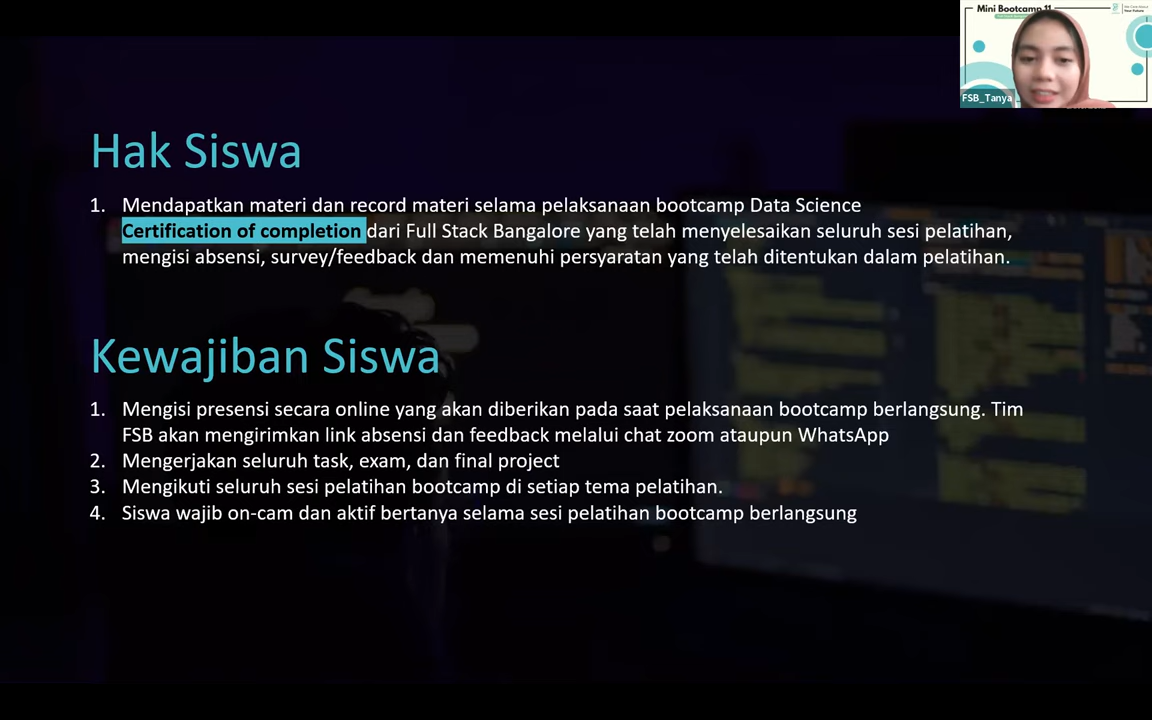 Mini Bootcamp 11
FSB_Tanya
Hak Siswa
1. Mendapatkan materi dan record materi selama pelaksanaan bootcamp Data Science
Certification of completion dari Full Stack Bangalore yang telah menyelesaikan seluruh sesi pelatihan,
mengisi absensi, survey/feedback dan memenuhi persyaratan yang telah ditentukan dalam pelatihan.
Kewajiban Siswa
1. Mengisi presensi secara online yang akan diberikan pada saat pelaksanaan bootcamp berlangsung. Tim
FSB akan mengirimkan link absensi dan feedback melalui chat zoom ataupun WhatsApp
2. Mengerjakan seluruh task, exam, dan final project
3. Mengikuti seluruh sesi pelatihan bootcamp di setiap tema pelatihan.
4. Siswa wajib on-cam dan aktif bertanya selama sesi pelatihan bootcamp berlangsung